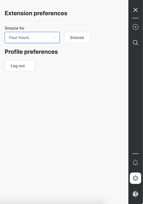 Extension preferences
Snooze for
Four hours
Snooze
Profile preferences
Log out